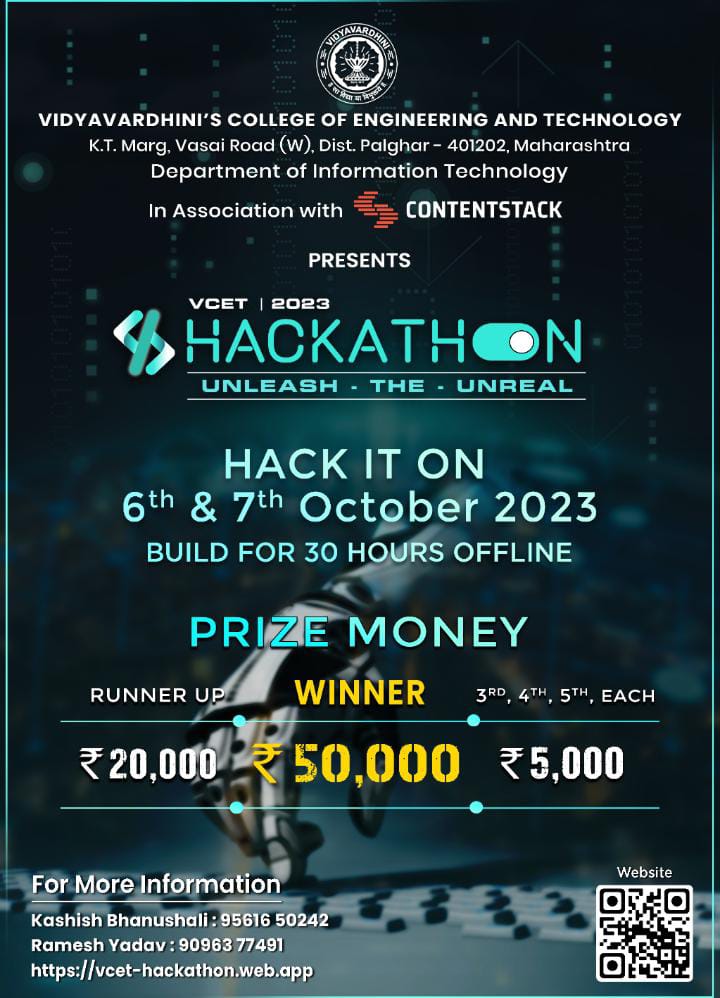 VIDYAVARDHINI
VIDYAVARDHINI'S COLLEGE OF ENGINEERING AND TECHNOLOGY
K.T. Marg, Vasai Road (W), Dist. Palghar - 401202, Maharashtra
Department of Information Technology
In Association with CONTENTSTACK
PRESENTS
VCET | 2023
HACKATHON
UNLEASH - THE - UNREAL
HACK IT ON
6th & 7th October 2023
BUILD FOR 30 HOURS OFFLINE
PRIZE MONEY
RUNNER UP WINNER 3RD, 4TH, 5TH, EACH
₹20,000 ₹50,000 ₹5,000
For More Information
Kashish Bhanushali : 95616 50242
Ramesh Yadav : 90963 77491
https://vcet-hackathon.web.app
Website